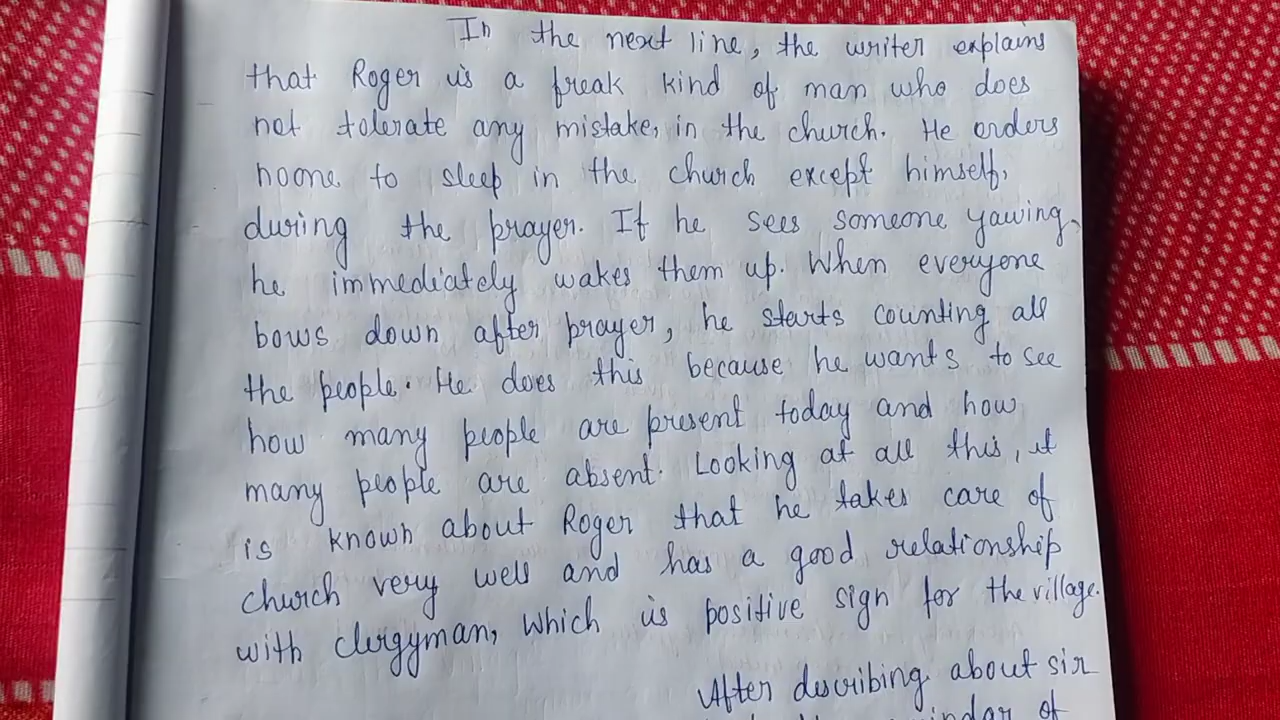 In the next line, the writer explains
that Roger is a freak kind of man who does
not tolerate any mistake, in the church. He orders
noone to sleep in the church except himself,
during the prayer. If he sees someone yawing,
he immediately wakes them up. When everyone
bows down after prayer, he starts counting all
the people. He does this because he wants to see
how many people are present today and how
many people are absent. Looking at all this, it
is known about Roger that he takes care of
church very well and has a good relationship
with clergyman, which is positive sign for the village.
After describing about sir
of